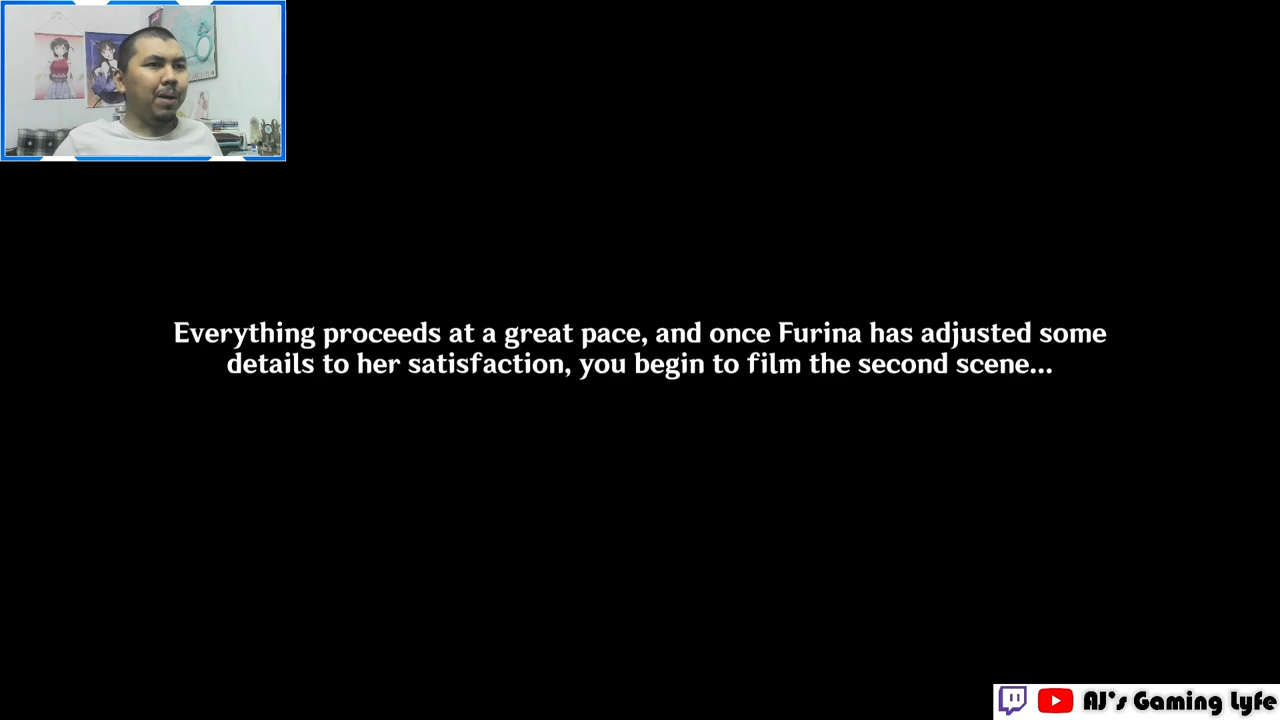 Everything proceeds at a great pace, and once Furina has adjusted some
details to her satisfaction, you begin to film the second scene...
AJ's Gaming Lyfe